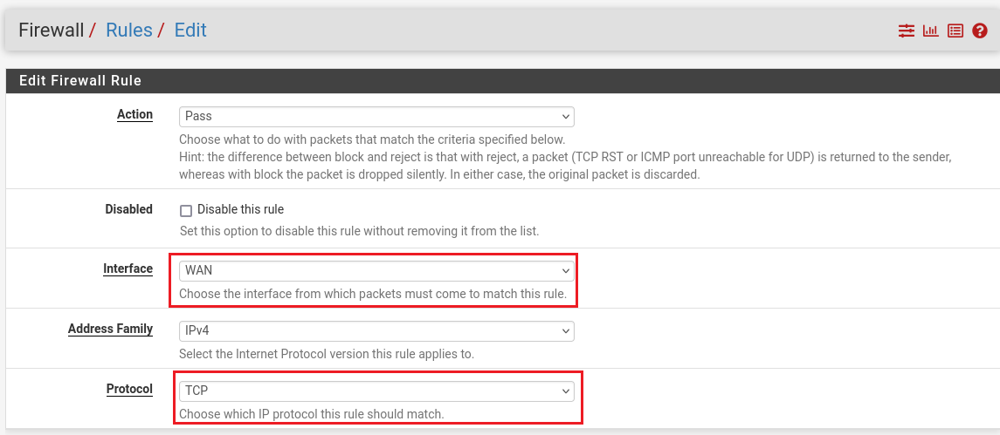 Firewall / Rules / Edit
Edit Firewall Rule
Action
Pass
Choose what to do with packets that match the criteria specified below.
Hint: the difference between block and reject is that with reject, a packet (TCP RST or ICMP port unreachable for UDP) is returned to the sender,
whereas with block the packet is dropped silently. In either case, the original packet is discarded.
Disabled
Disable this rule
Set this option to disable this rule without removing it from the list.
Interface
WAN
Choose the interface from which packets must come to match this rule.
Address Family
IPv4
Select the Internet Protocol version this rule applies to.
Protocol
TCP
Choose which IP protocol this rule should match.